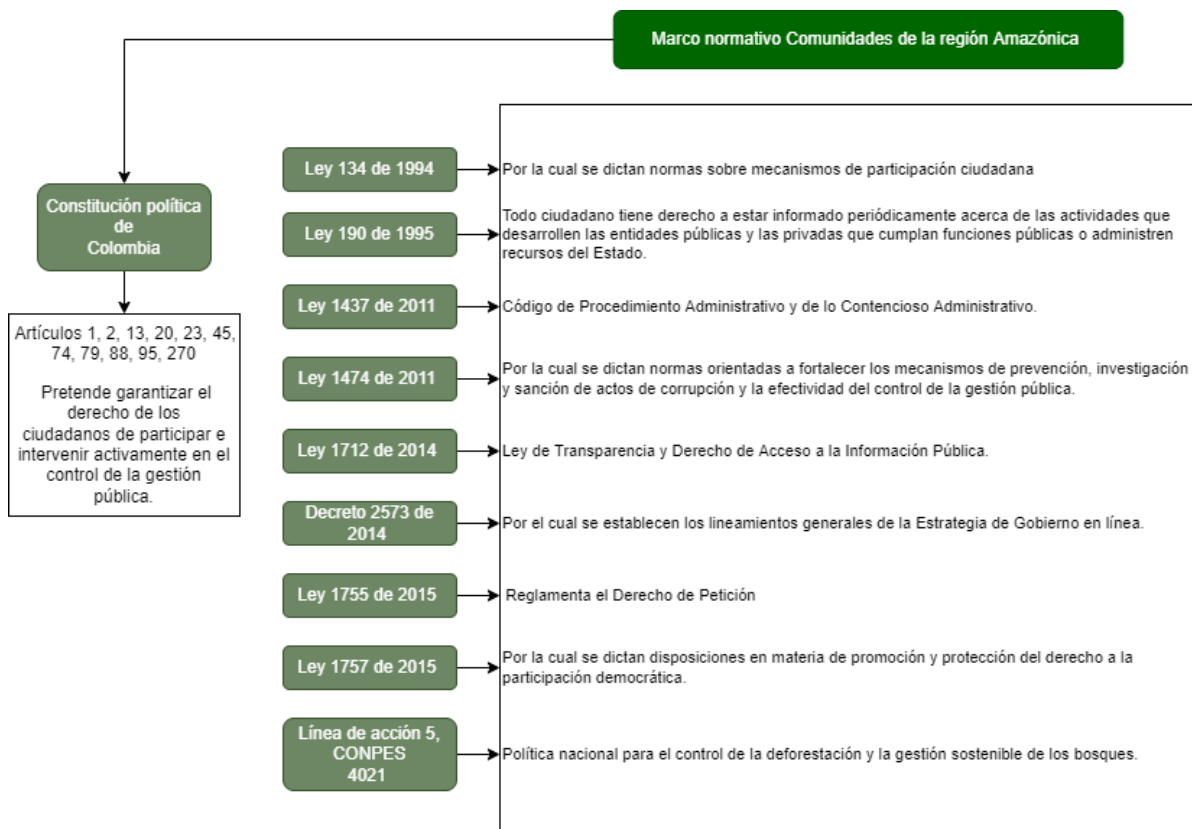 Marco normativo Comunidades de la región Amazónica
Constitución política
de
Colombia
Artículos 1, 2, 13, 20, 23, 45,
74, 79, 88, 95, 270
Pretende garantizar el
derecho de los
ciudadanos de participar e
intervenir activamente en el
control de la gestión
pública.
Ley 134 de 1994
Por la cual se dictan normas sobre mecanismos de participación ciudadana
Ley 190 de 1995
Todo ciudadano tiene derecho a estar informado periódicamente acerca de las actividades que
desarrollen las entidades públicas y las privadas que cumplan funciones públicas o administren
recursos del Estado.
Ley 1437 de 2011
Código de Procedimiento Administrativo y de lo Contencioso Administrativo.
Ley 1474 de 2011
Por la cual se dictan normas orientadas a fortalecer los mecanismos de prevención, investigación
y sanción de actos de corrupción y la efectividad del control de la gestión pública.
Ley 1712 de 2014
Ley de Transparencia y Derecho de Acceso a la Información Pública.
Decreto 2573 de
2014
Por el cual se establecen los lineamientos generales de la Estrategia de Gobierno en línea.
Ley 1755 de 2015
Reglamenta el Derecho de Petición
Ley 1757 de 2015
Por la cual se dictan disposiciones en materia de promoción y protección del derecho a la
participación democrática.
Línea de acción 5,
CONPES
4021
Política nacional para el control de la deforestación y la gestión sostenible de los bosques.